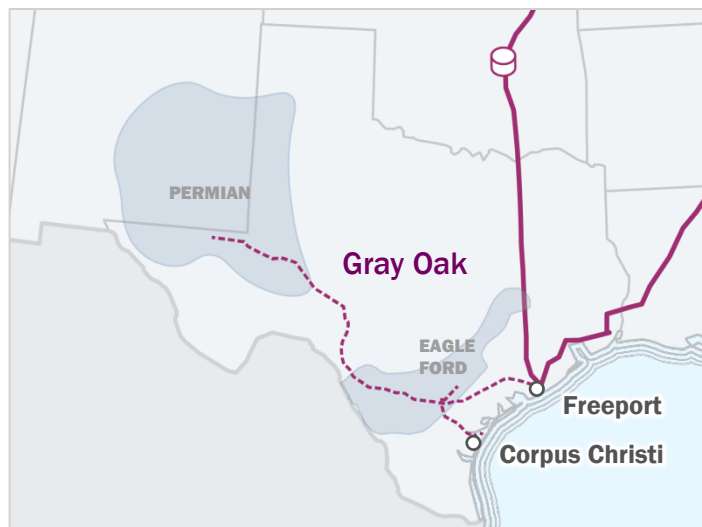 PERMIAN
Gray Oak
EAGLE
FORD
Freeport
Corpus Christi